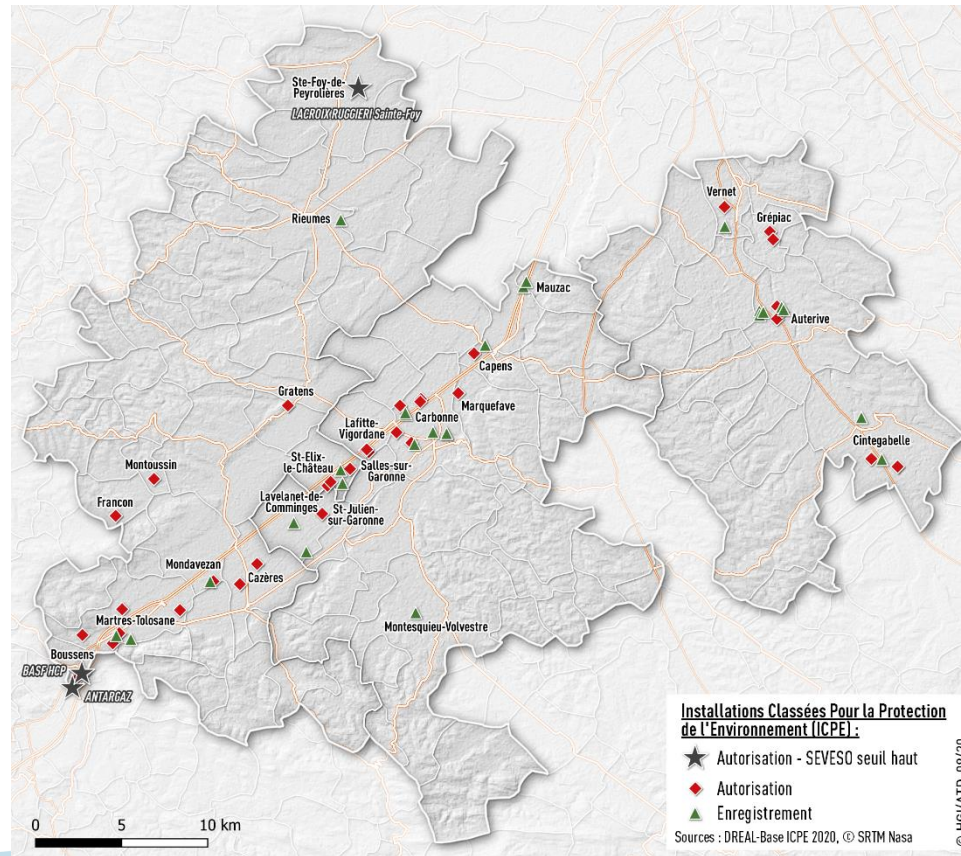 Ste-Foy-de-
Peyrolières
LACROIX RUGGIERI Sainte-Foy
Rieumes
Vernet
Grépiac
Mauzac
Auterive
Capens
Gratens
Marquefave
Carbonne
Lafitte-
Vigordane
Cintegabelle
St-Elix-
le-Château
Salles-sur-
Garonne
Montoussin
Lavelanet-de-
Comminges
St-Julien-
sur-Garonne
Francon
Mondavezan
Cazères
Martres-Tolosane
Montesquieu-Volvestre
Boussens
BASF HCP
ANTARGAZ
Installations Classées Pour la Protection
de l'Environnement (ICPE) :
Autorisation - SEVESO seuil haut
Autorisation
Enregistrement
Sources : DREAL-Base ICPE 2020, © SRTM Nasa
0 5 10 km